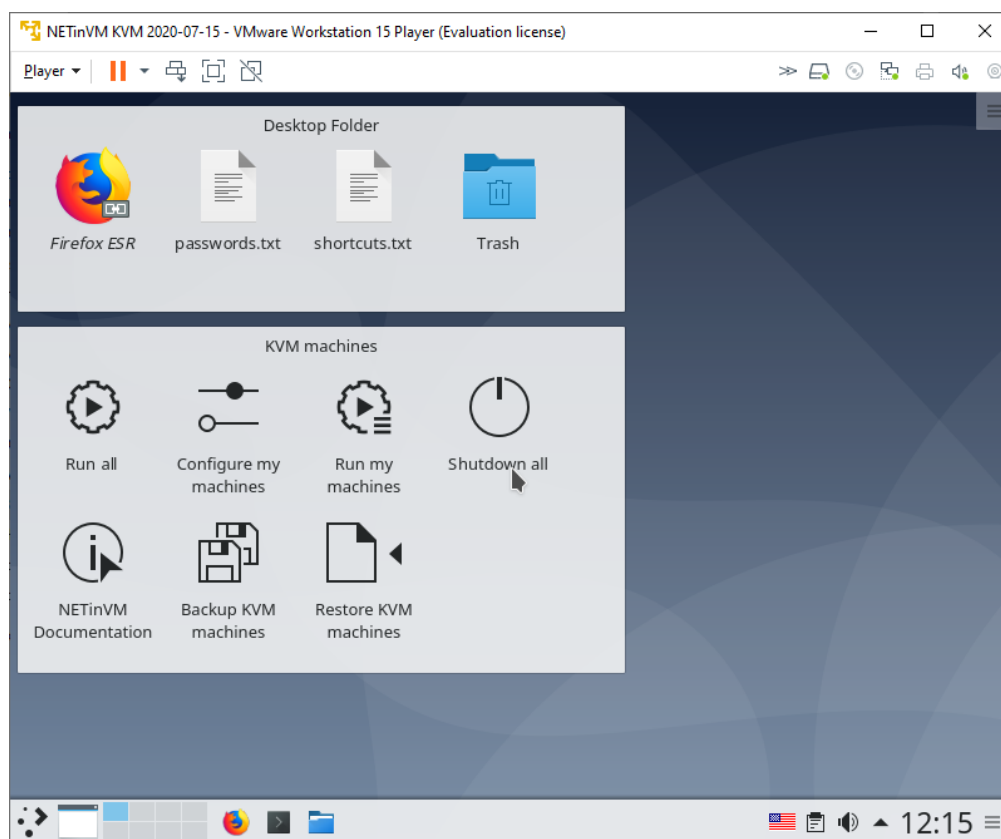 NETinVM KVM 2020-07-15 - VMware Workstation 15 Player (Evaluation license)
Player
Desktop Folder
Firefox ESR passwords.txt shortcuts.txt Trash
KVM machines
Run all Configure my machines Run my machines Shutdown all
NETinVM Documentation Backup KVM machines Restore KVM machines
12:15